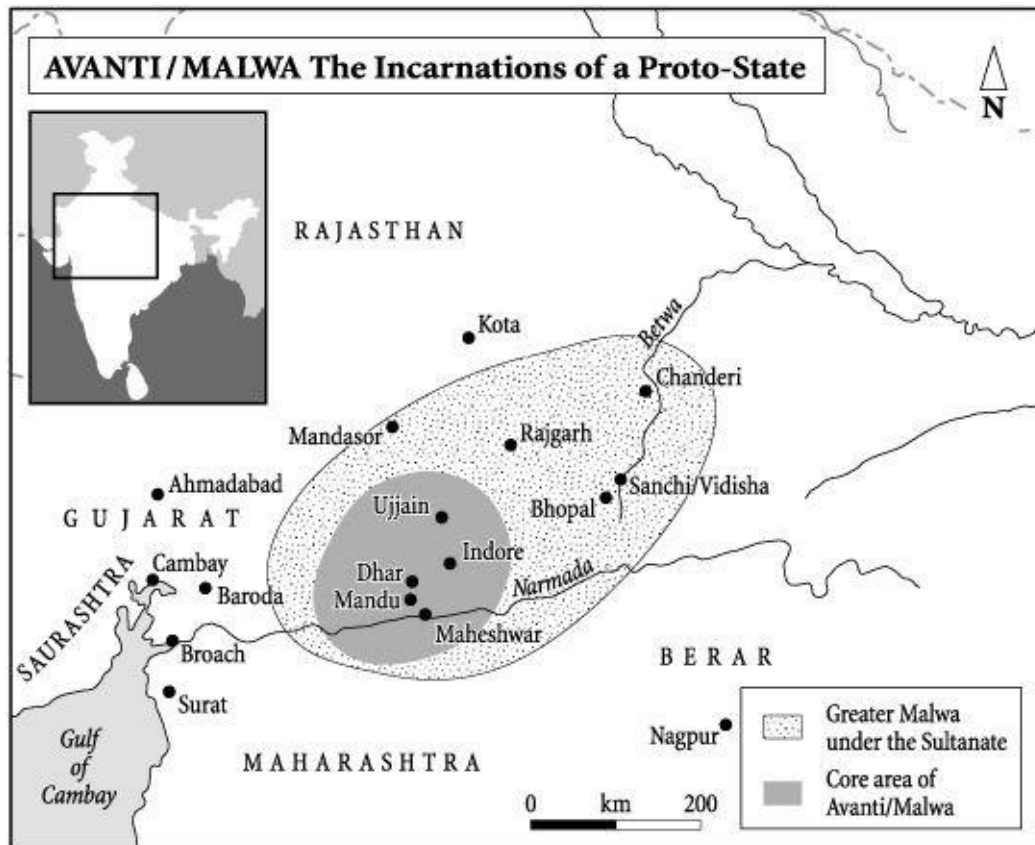 AVANTI/MALWA The Incarnations of a Proto-State
N
RAJASTHAN
Kota
Betwa
Chanderi
Mandasor
Rajgarh
Ahmadabad
GUJARAT
Ujjain
Sanchi/Vidisha
Bhopal
Indore
Cambay
Dhar
Narmada
Baroda
Mandu
SAURASHTRA
Maheshwar
Broach
BERAR
Surat
Nagpur
Gulf
of
Cambay
MAHARASHTRA
0 km 200
Greater Malwa
under the Sultanate
Core area of
Avanti/Malwa